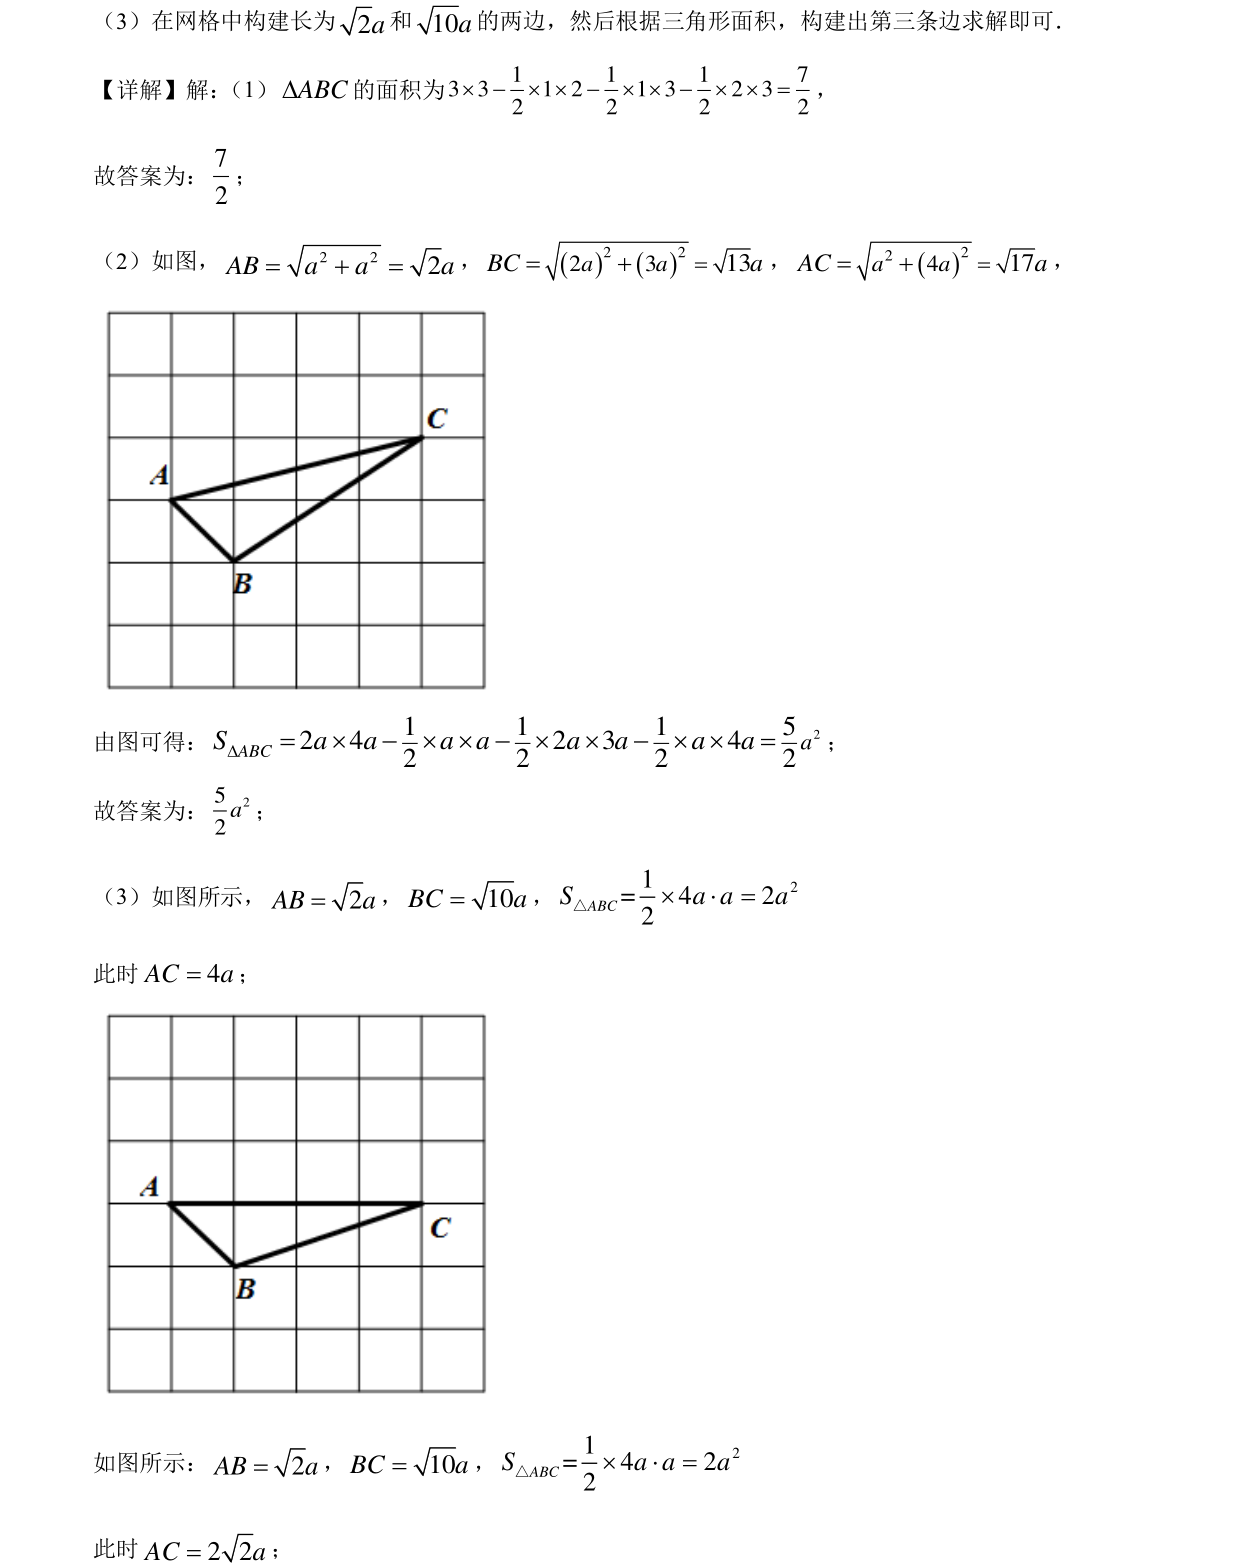 （3）在网格中构建长为√2a和√10a的两边，然后根据三角形面积，构建出第三条边求解即可．
【详解】解：（1）ΔABC的面积为3×3−1/2×1×2−1/2×1×3−1/2×2×3=7/2，
故答案为：7/2；
（2）如图，AB=√(a²+a²)=√2a，BC=√((2a)²+(3a)²)=√13a，AC=√(a²+(4a)²)=√17a，
C
A
B
由图可得：S_ΔABC=2a×4a−1/2×a×a−1/2×2a×3a−1/2×a×4a=5/2a²；
故答案为：5/2a²；
（3）如图所示，AB=√2a，BC=√10a，S_△ABC=1/2×4a·a=2a²
此时AC=4a；
A
C
B
如图所示：AB=√2a，BC=√10a，S_△ABC=1/2×4a·a=2a²
此时AC=2√2a；